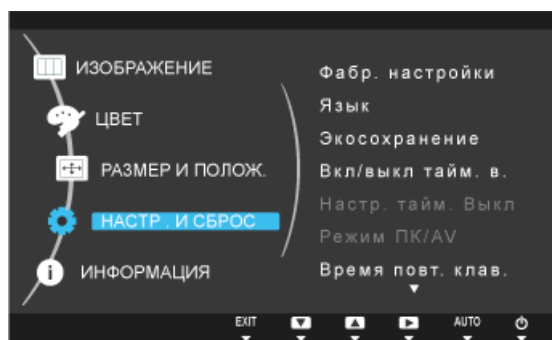 ИЗОБРАЖЕНИЕ
ЦВЕТ
РАЗМЕР И ПОЛОЖ.
НАСТР . И СБРОС
ИНФОРМАЦИЯ
Фабр. настройки
Язык
Экосохранение
Вкл/выкл тайм. в.
Настр. тайм. Выкл
Режим ПК/AV
Время повт. клав.
EXIT
AUTO